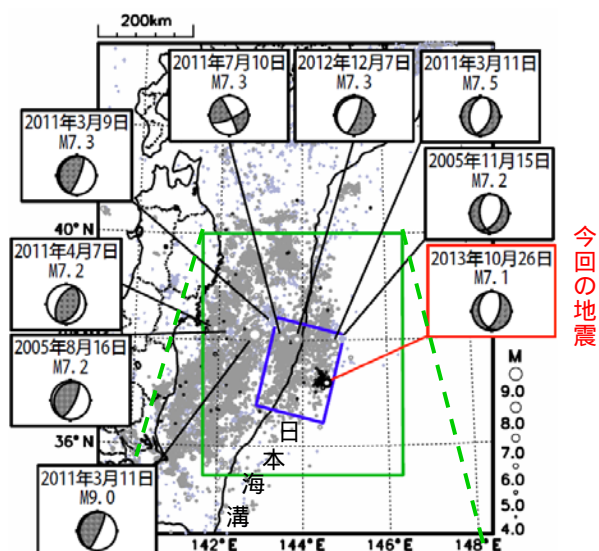 200km
2011年7月10日
M7.3
2012年12月7日
M7.3
2011年3月11日
M7.5
2011年3月9日
M7.3
2005年11月15日
M7.2
2011年4月7日
M7.2
2013年10月26日
M7.1
今回の地震
2005年8月16日
M7.2
2011年3月11日
M9.0
40°N
36°N
日本海溝
M
9.0
8.0
7.0
6.0
5.0
4.0
142°E
144°E
146°E
148°E